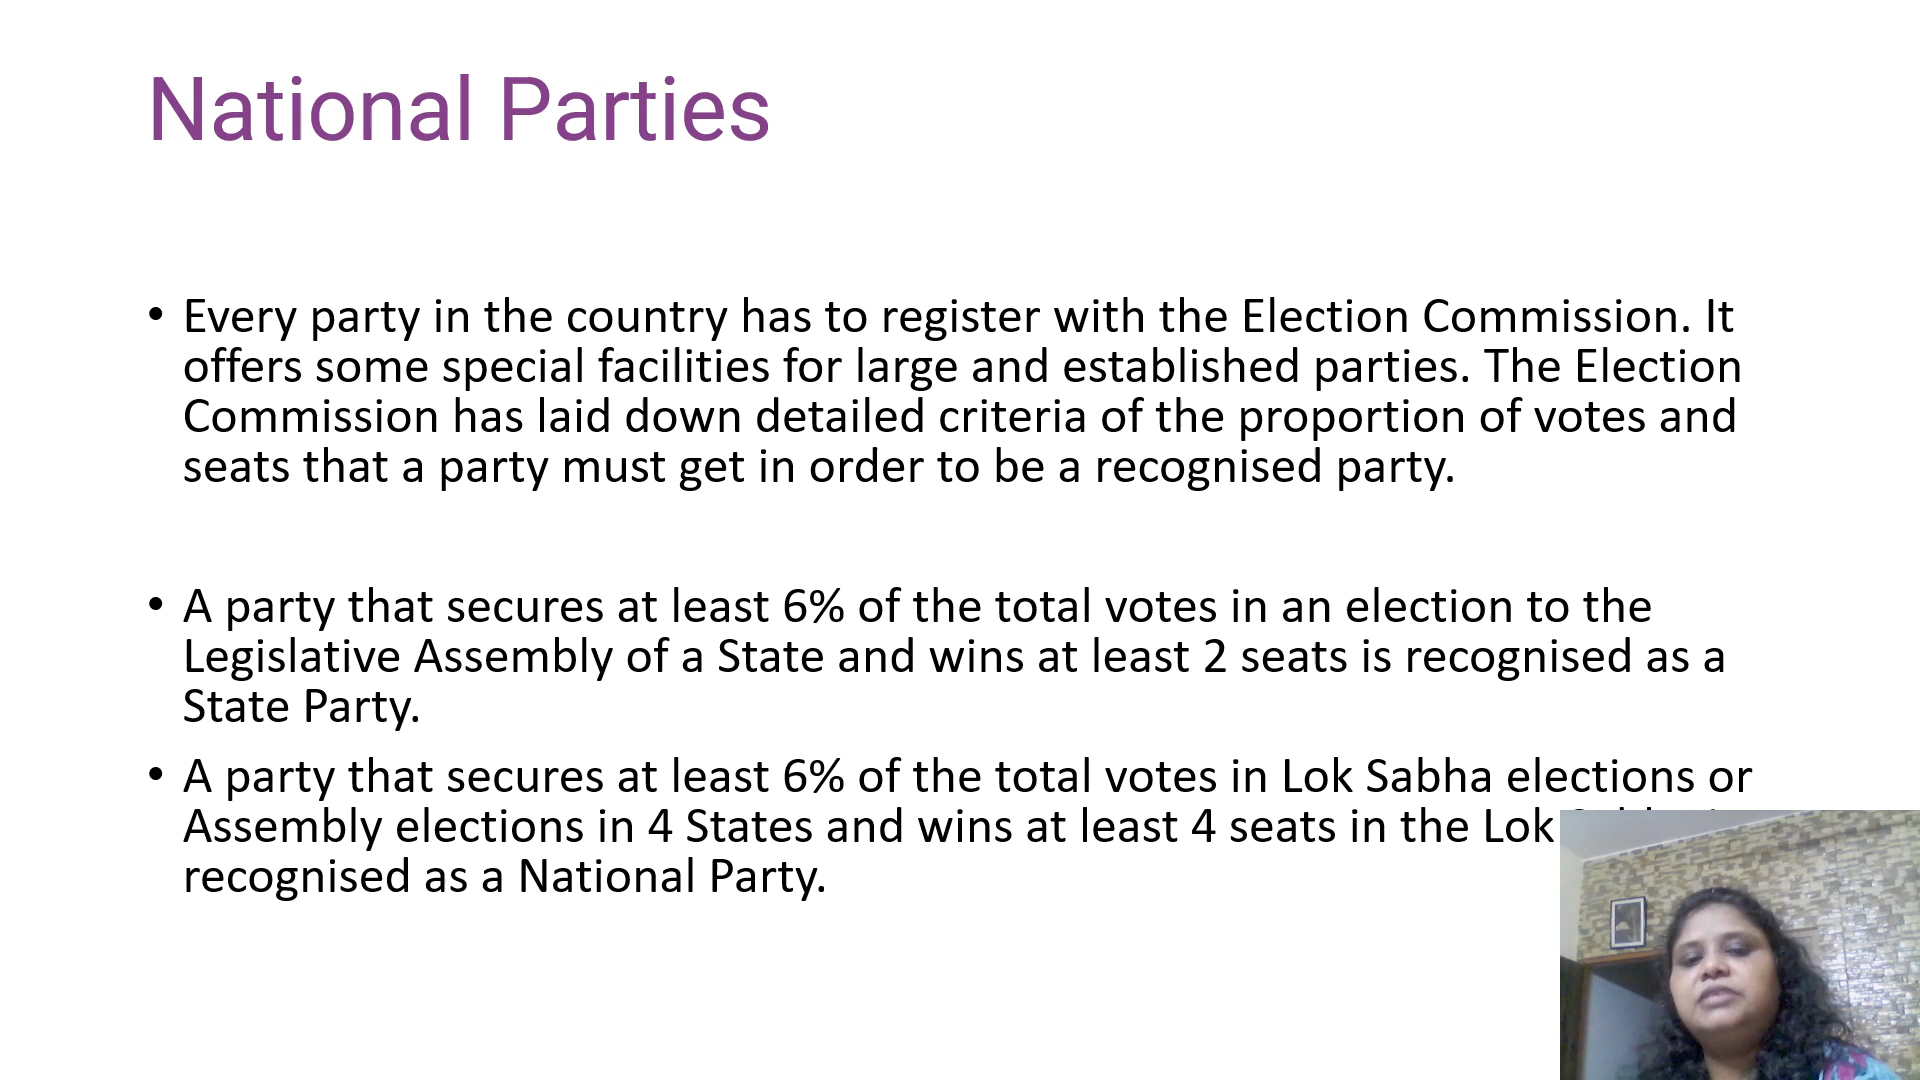 National Parties
• Every party in the country has to register with the Election Commission. It
offers some special facilities for large and established parties. The Election
Commission has laid down detailed criteria of the proportion of votes and
seats that a party must get in order to be a recognised party.
• A party that secures at least 6% of the total votes in an election to the
Legislative Assembly of a State and wins at least 2 seats is recognised as a
State Party.
• A party that secures at least 6% of the total votes in Lok Sabha elections or
Assembly elections in 4 States and wins at least 4 seats in the Lok
recognised as a National Party.